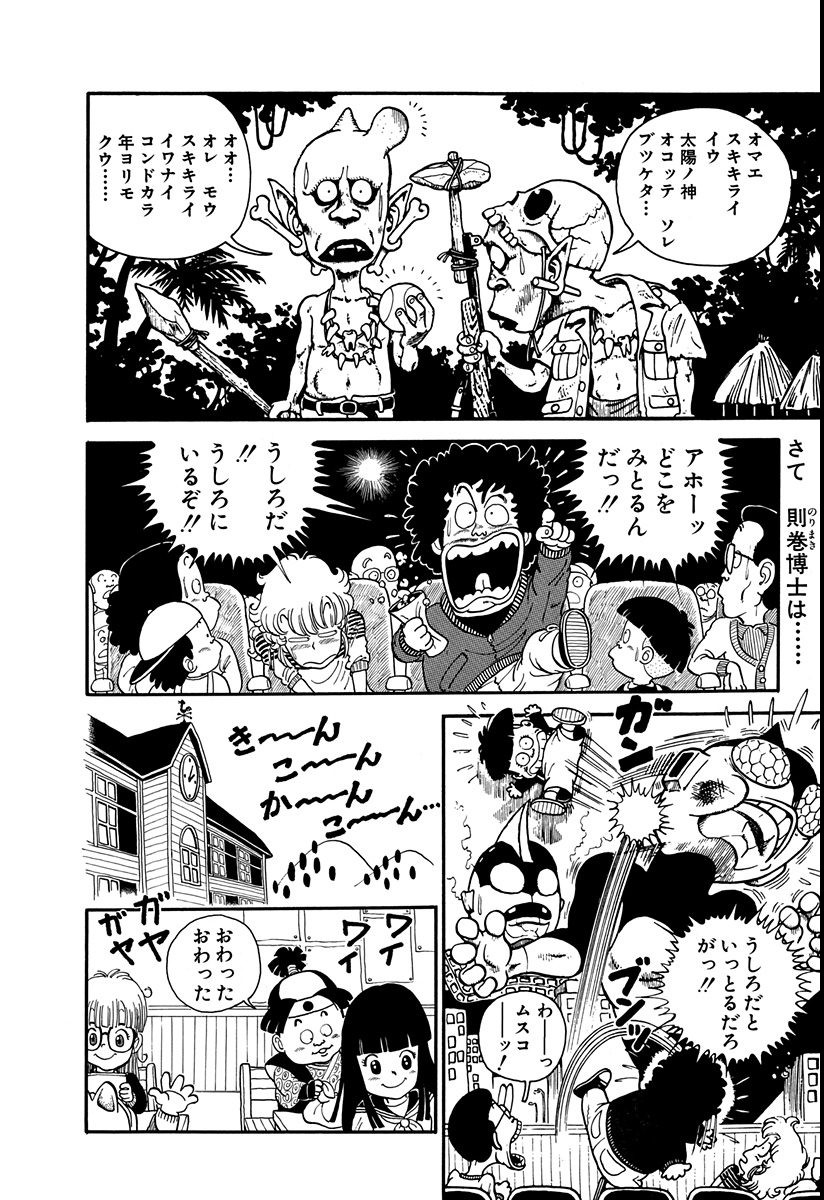 オマエ
スキキライ
イウ
太陽ノ神
オコッテ ソレ
ブツケタ…
オオ…
オレ モウ
スキキライ
イワナイ
コンドカラ
年ヨリモ
クウ……
さて 則巻博士は……
のりまき
アホーッ
どこを
みとるん
だっ!!
うしろだ
!!
うしろに
いるぞ!!
ガン
うしろだと
いっとるだろ
がっ!!
ブンッ
わーっ
ムスコ
ーッ!
き〜〜ん
こ〜〜ん
か〜〜ん
こ〜〜ん…
ワイ
ワイ
おわった
おわった
ガヤ
ガヤ